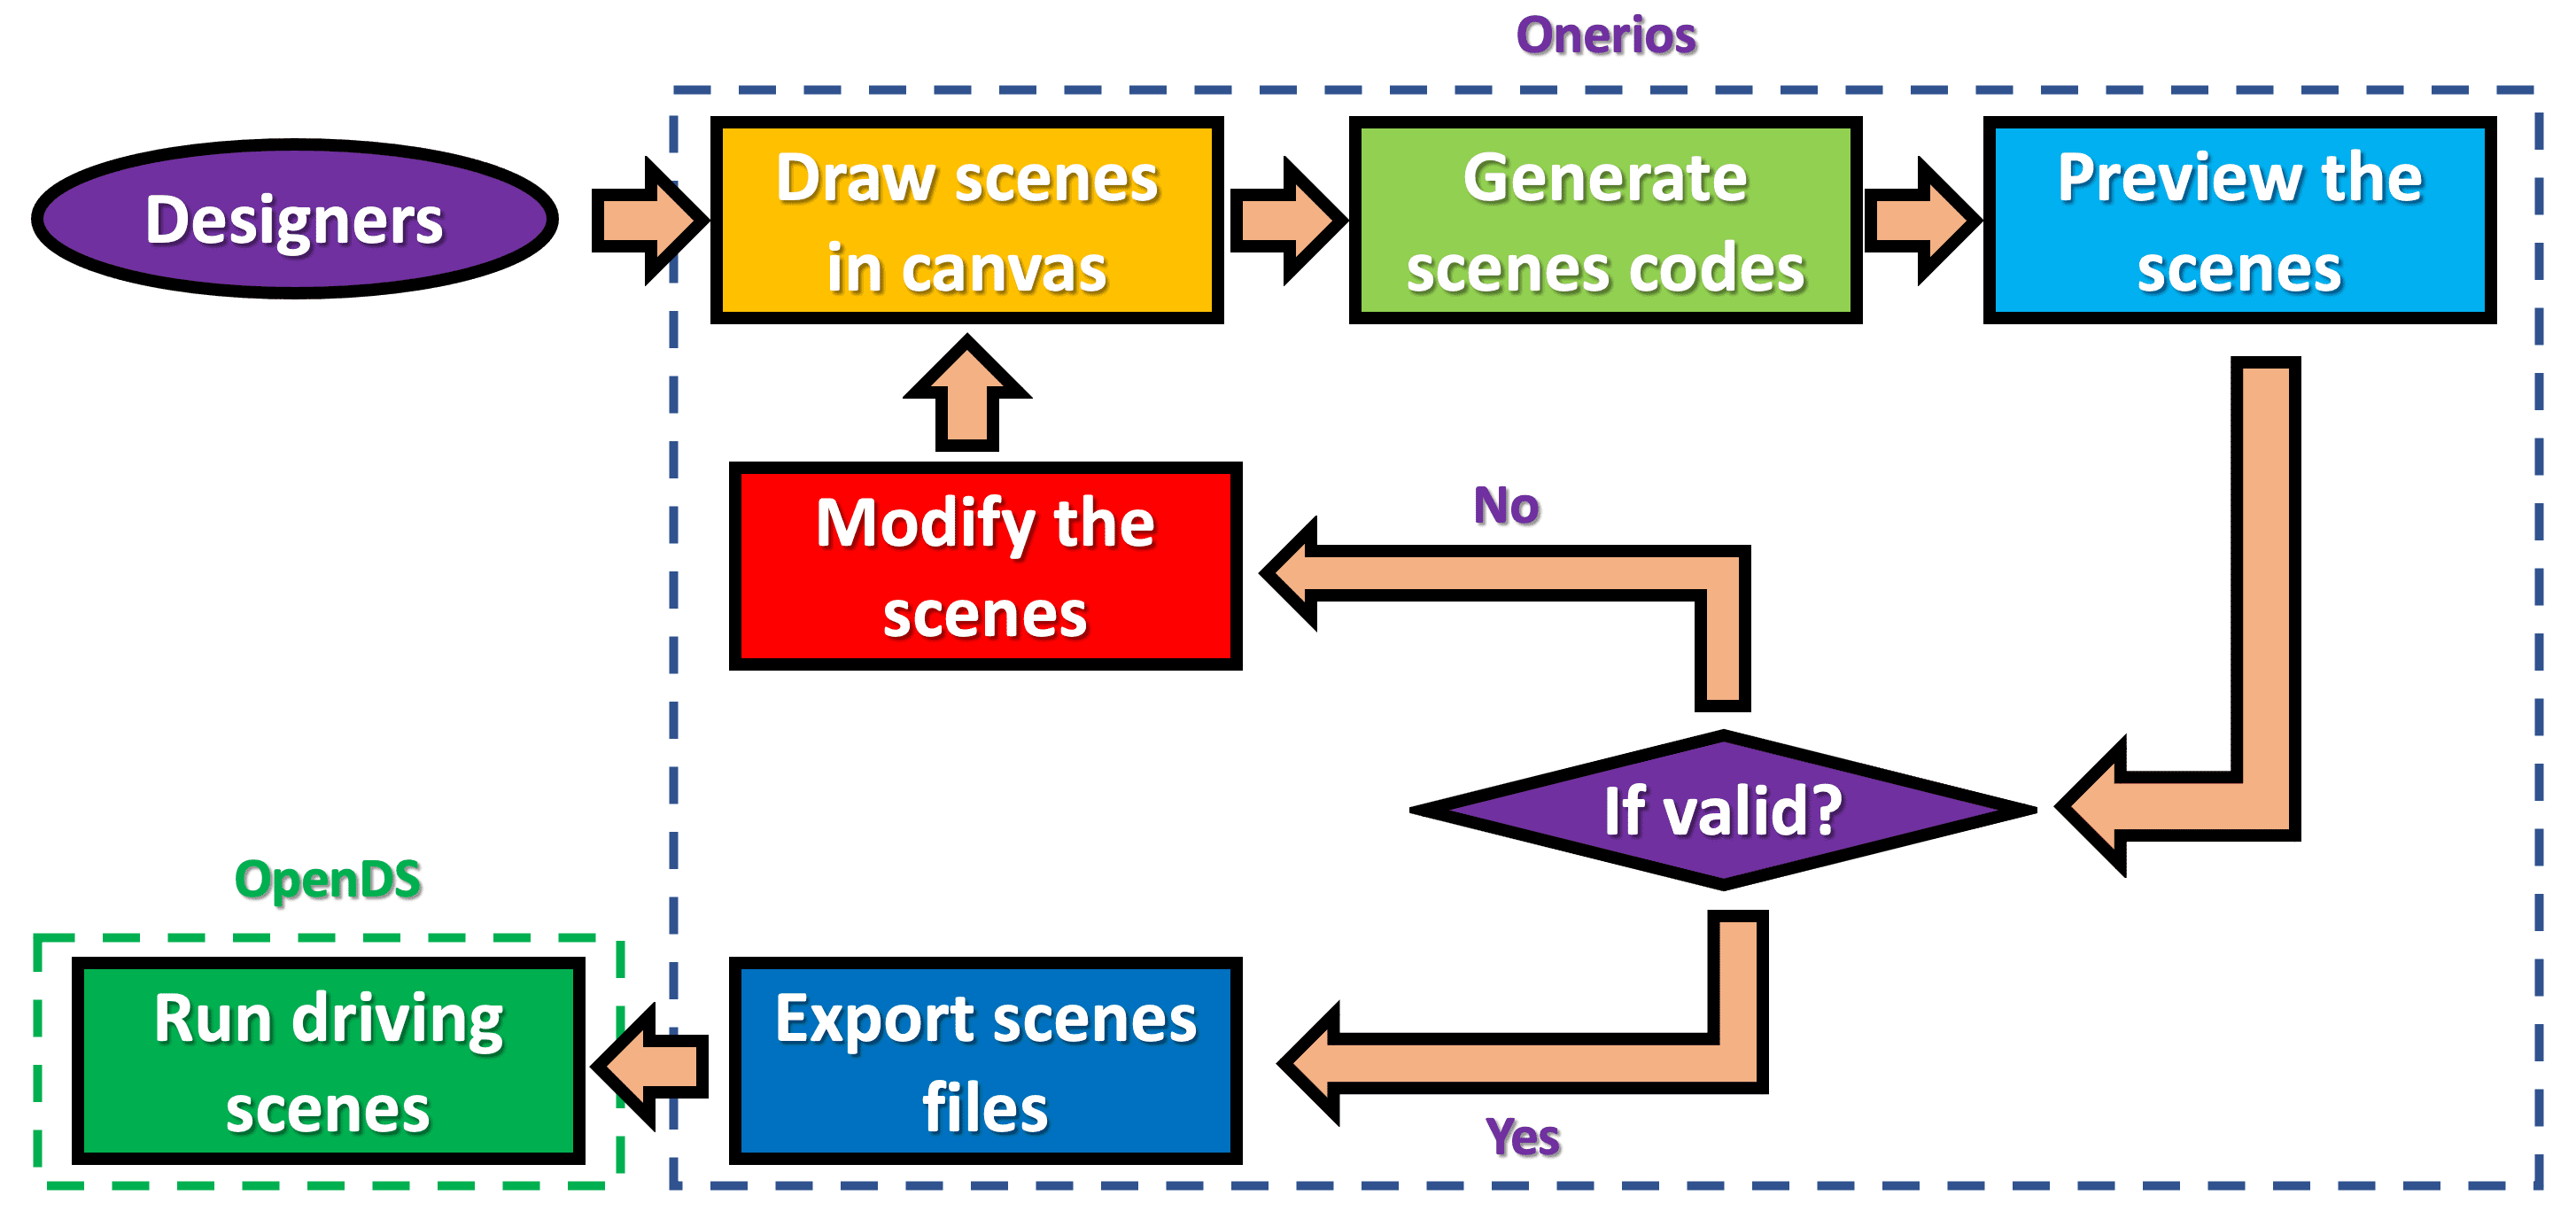 Onerios
Designers
Draw scenes
in canvas
Generate
scenes codes
Preview the
scenes
Modify the
scenes
No
If valid?
OpenDS
Run driving
scenes
Export scenes
files
Yes